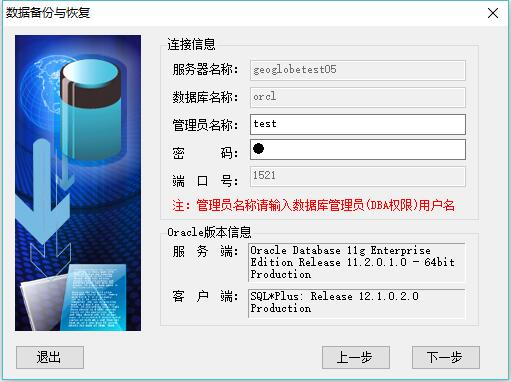 数据备份与恢复
连接信息
服务器名称: geoglobetest05
数据库名称: orcl
管理员名称: test
密 码: ●
端 口 号: 1521
注: 管理员名称请输入数据库管理员(DBA权限)用户名
Oracle版本信息
服 务 端: Oracle Database 11g Enterprise
Edition Release 11.2.0.1.0 - 64bit
Production
客 户 端: SQL*Plus: Release 12.1.0.2.0
Production
退出
上一步
下一步